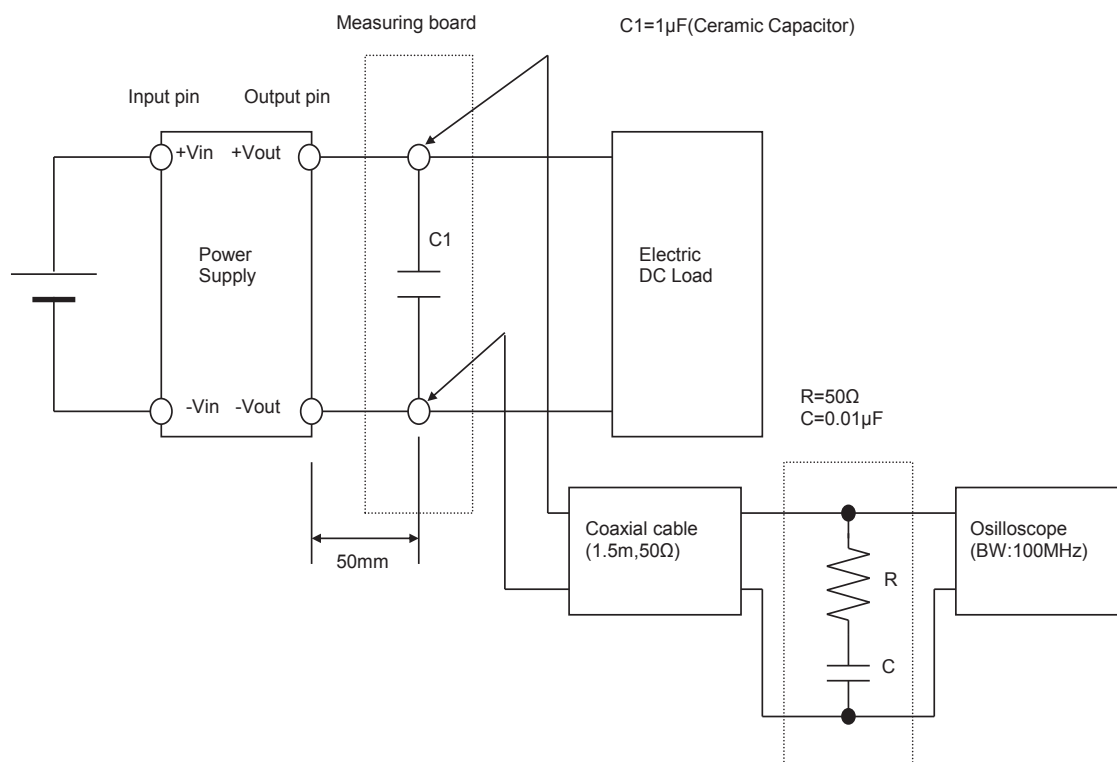 Measuring board
C1=1µF(Ceramic Capacitor)
Input pin
Output pin
+Vin
+Vout
C1
Power
Supply
Electric
DC Load
-Vin
-Vout
R=50Ω
C=0.01µF
50mm
Coaxial cable
(1.5m,50Ω)
R
C
Osilloscope
(BW:100MHz)